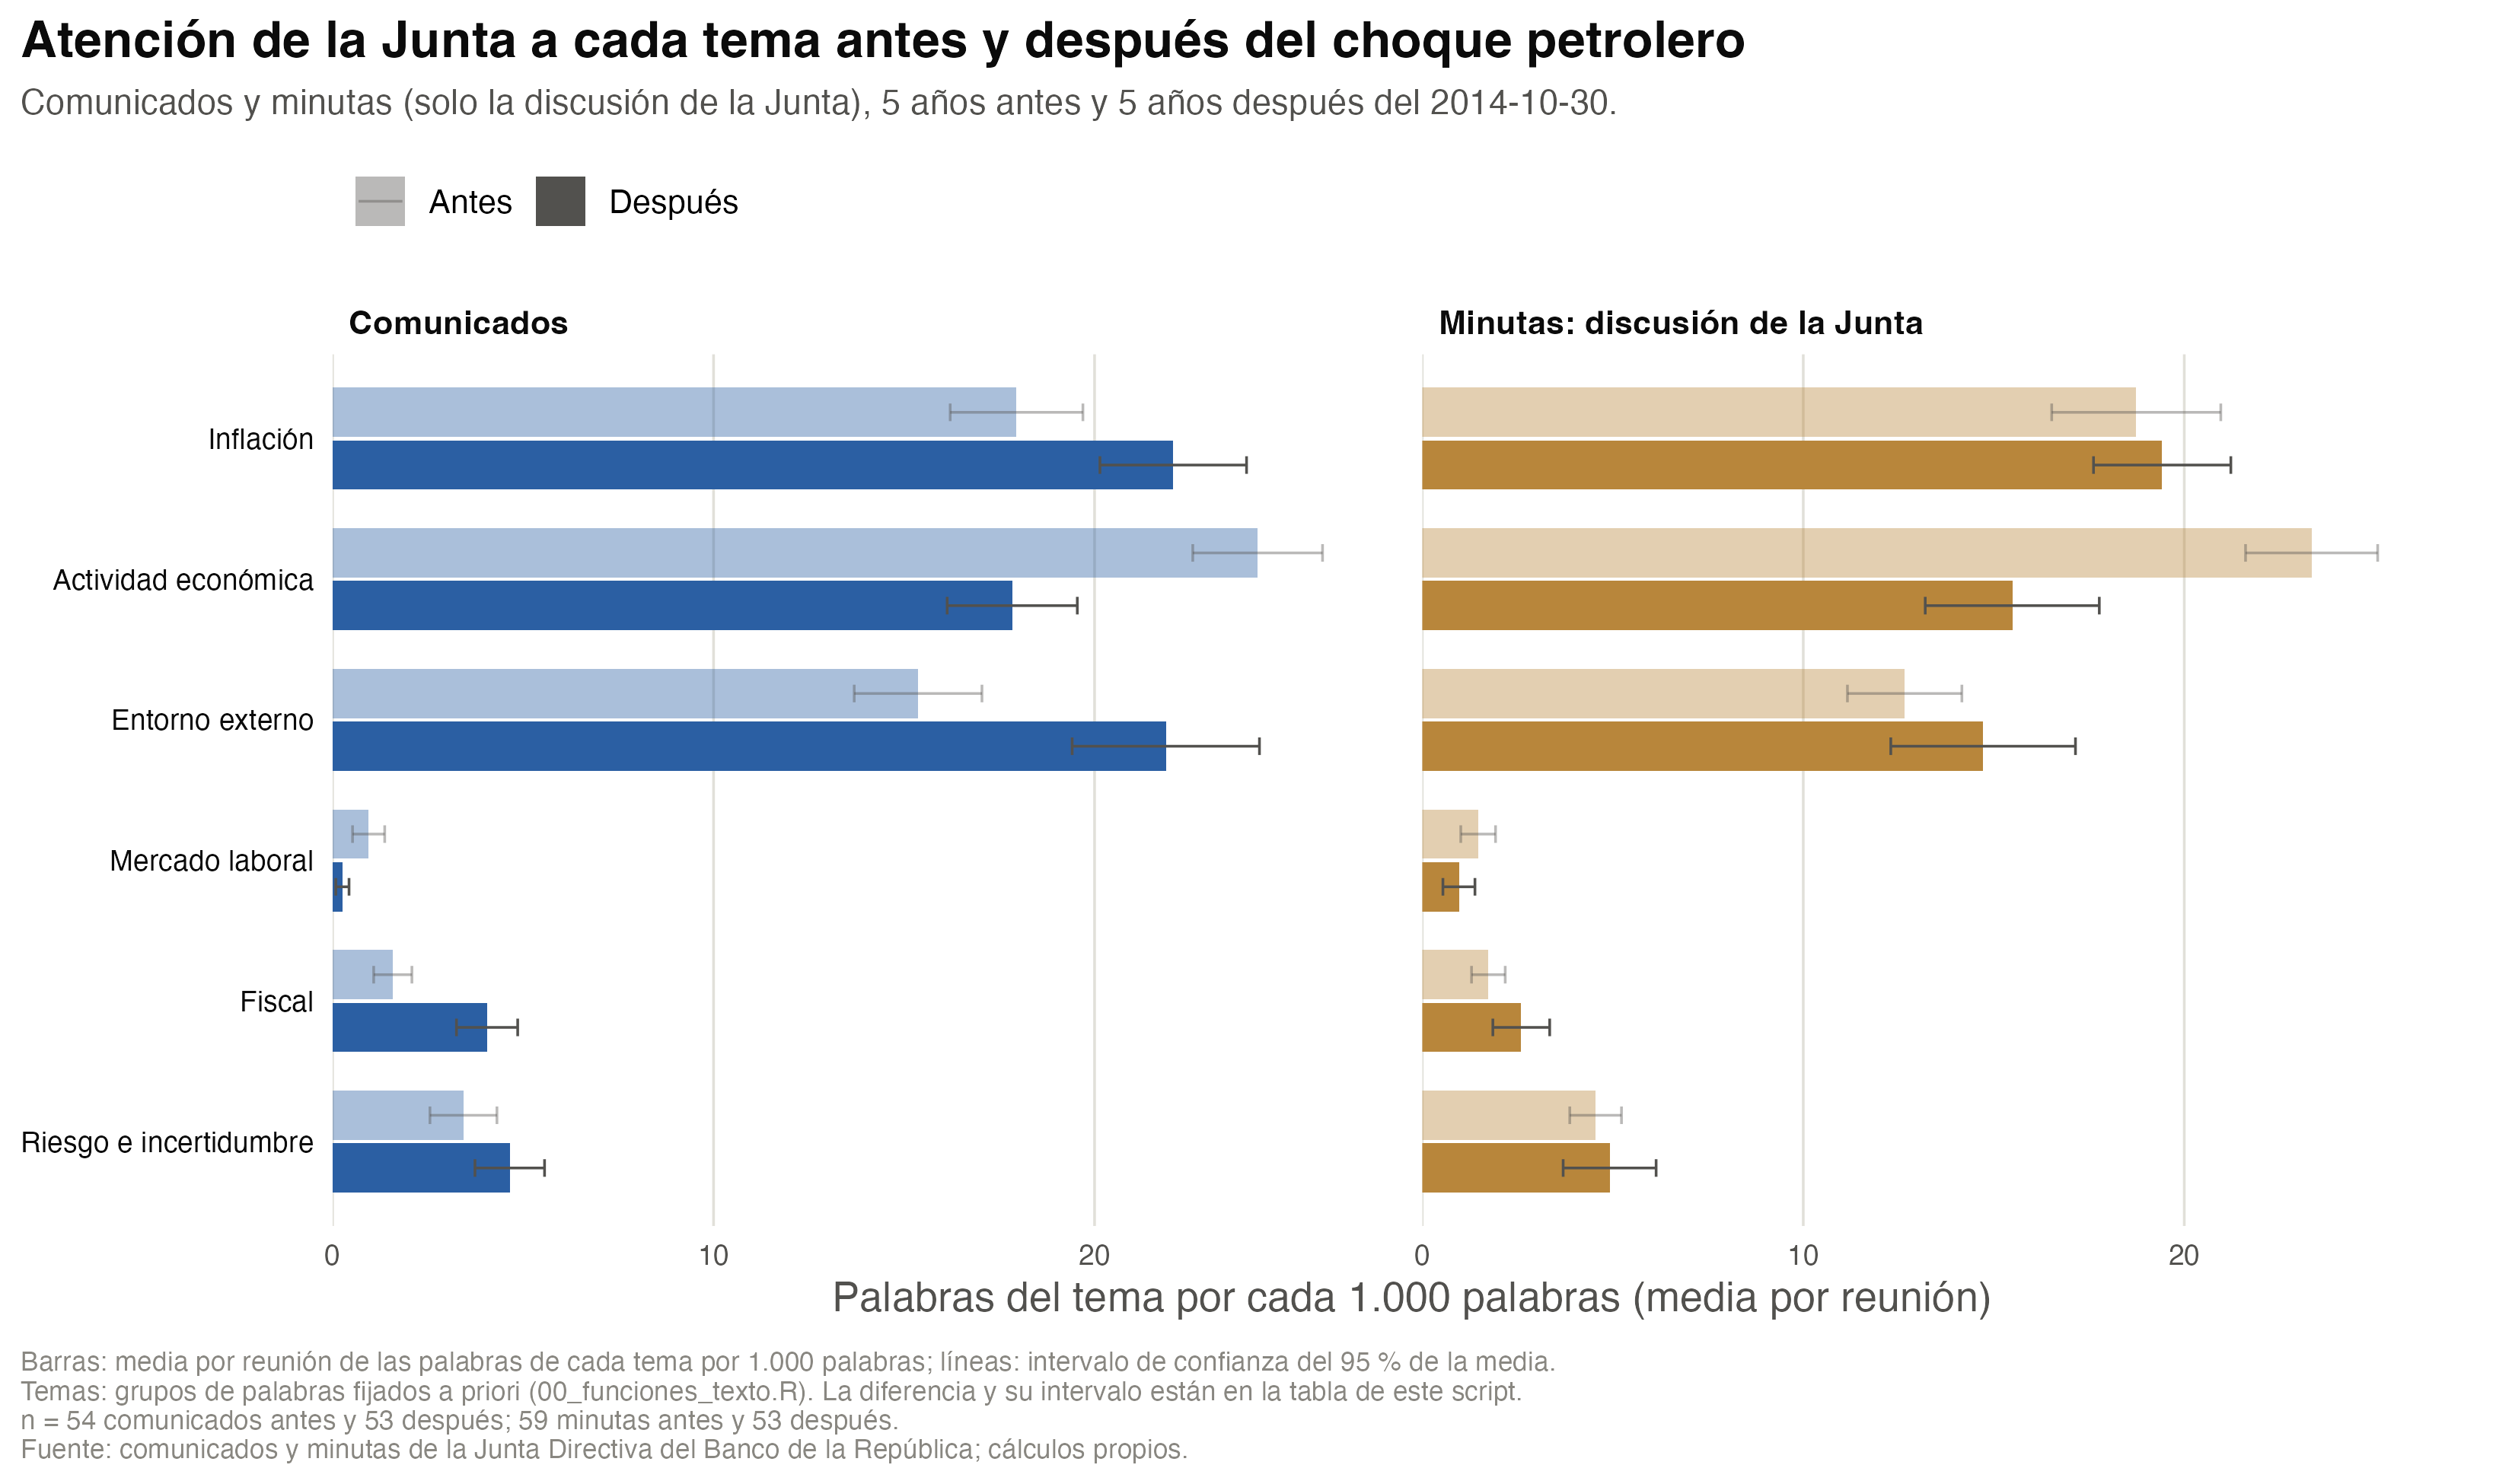 Atención de la Junta a cada tema antes y después del choque petrolero
Comunicados y minutas (solo la discusión de la Junta), 5 años antes y 5 años después del 2014-10-30.
Antes
Después
Comunicados
Minutas: discusión de la Junta
Inflación
Actividad económica
Entorno externo
Mercado laboral
Fiscal
Riesgo e incertidumbre
0
10
20
0
10
20
Palabras del tema por cada 1.000 palabras (media por reunión)
Barras: media por reunión de las palabras de cada tema por 1.000 palabras; líneas: intervalo de confianza del 95 % de la media.
Temas: grupos de palabras fijados a priori (00_funciones_texto.R). La diferencia y su intervalo están en la tabla de este script.
n = 54 comunicados antes y 53 después; 59 minutas antes y 53 después.
Fuente: comunicados y minutas de la Junta Directiva del Banco de la República; cálculos propios.